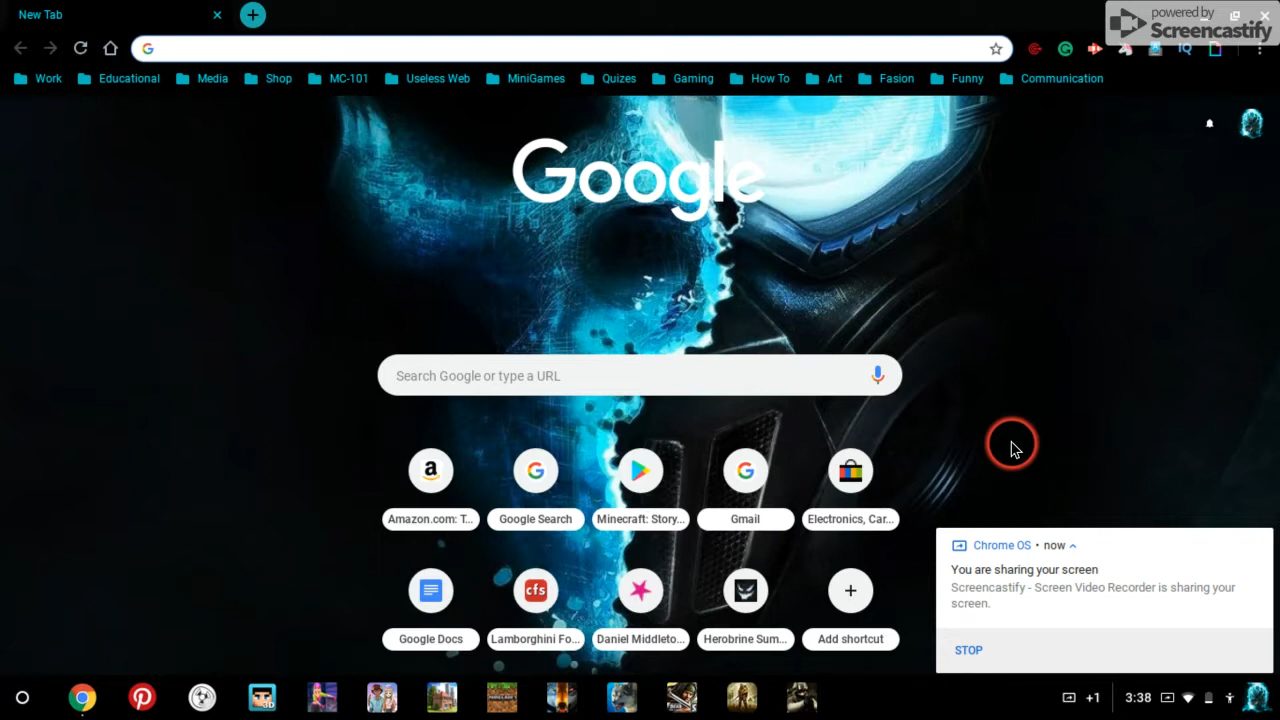 New Tab
powered by
Screencastify
Work Educational Media Shop MC-101 Useless Web MiniGames Quizes Gaming How To Art Fasion Funny Communication
Google
Search Google or type a URL
Amazon.com: T... Google Search Minecraft: Story... Gmail Electronics, Car...
Chrome OS • now
You are sharing your screen
Screencastify - Screen Video Recorder is sharing your
screen.
cfs
Google Docs Lamborghini Fo... Daniel Middleto... Herobrine Sum... Add shortcut
STOP
+1 3:38